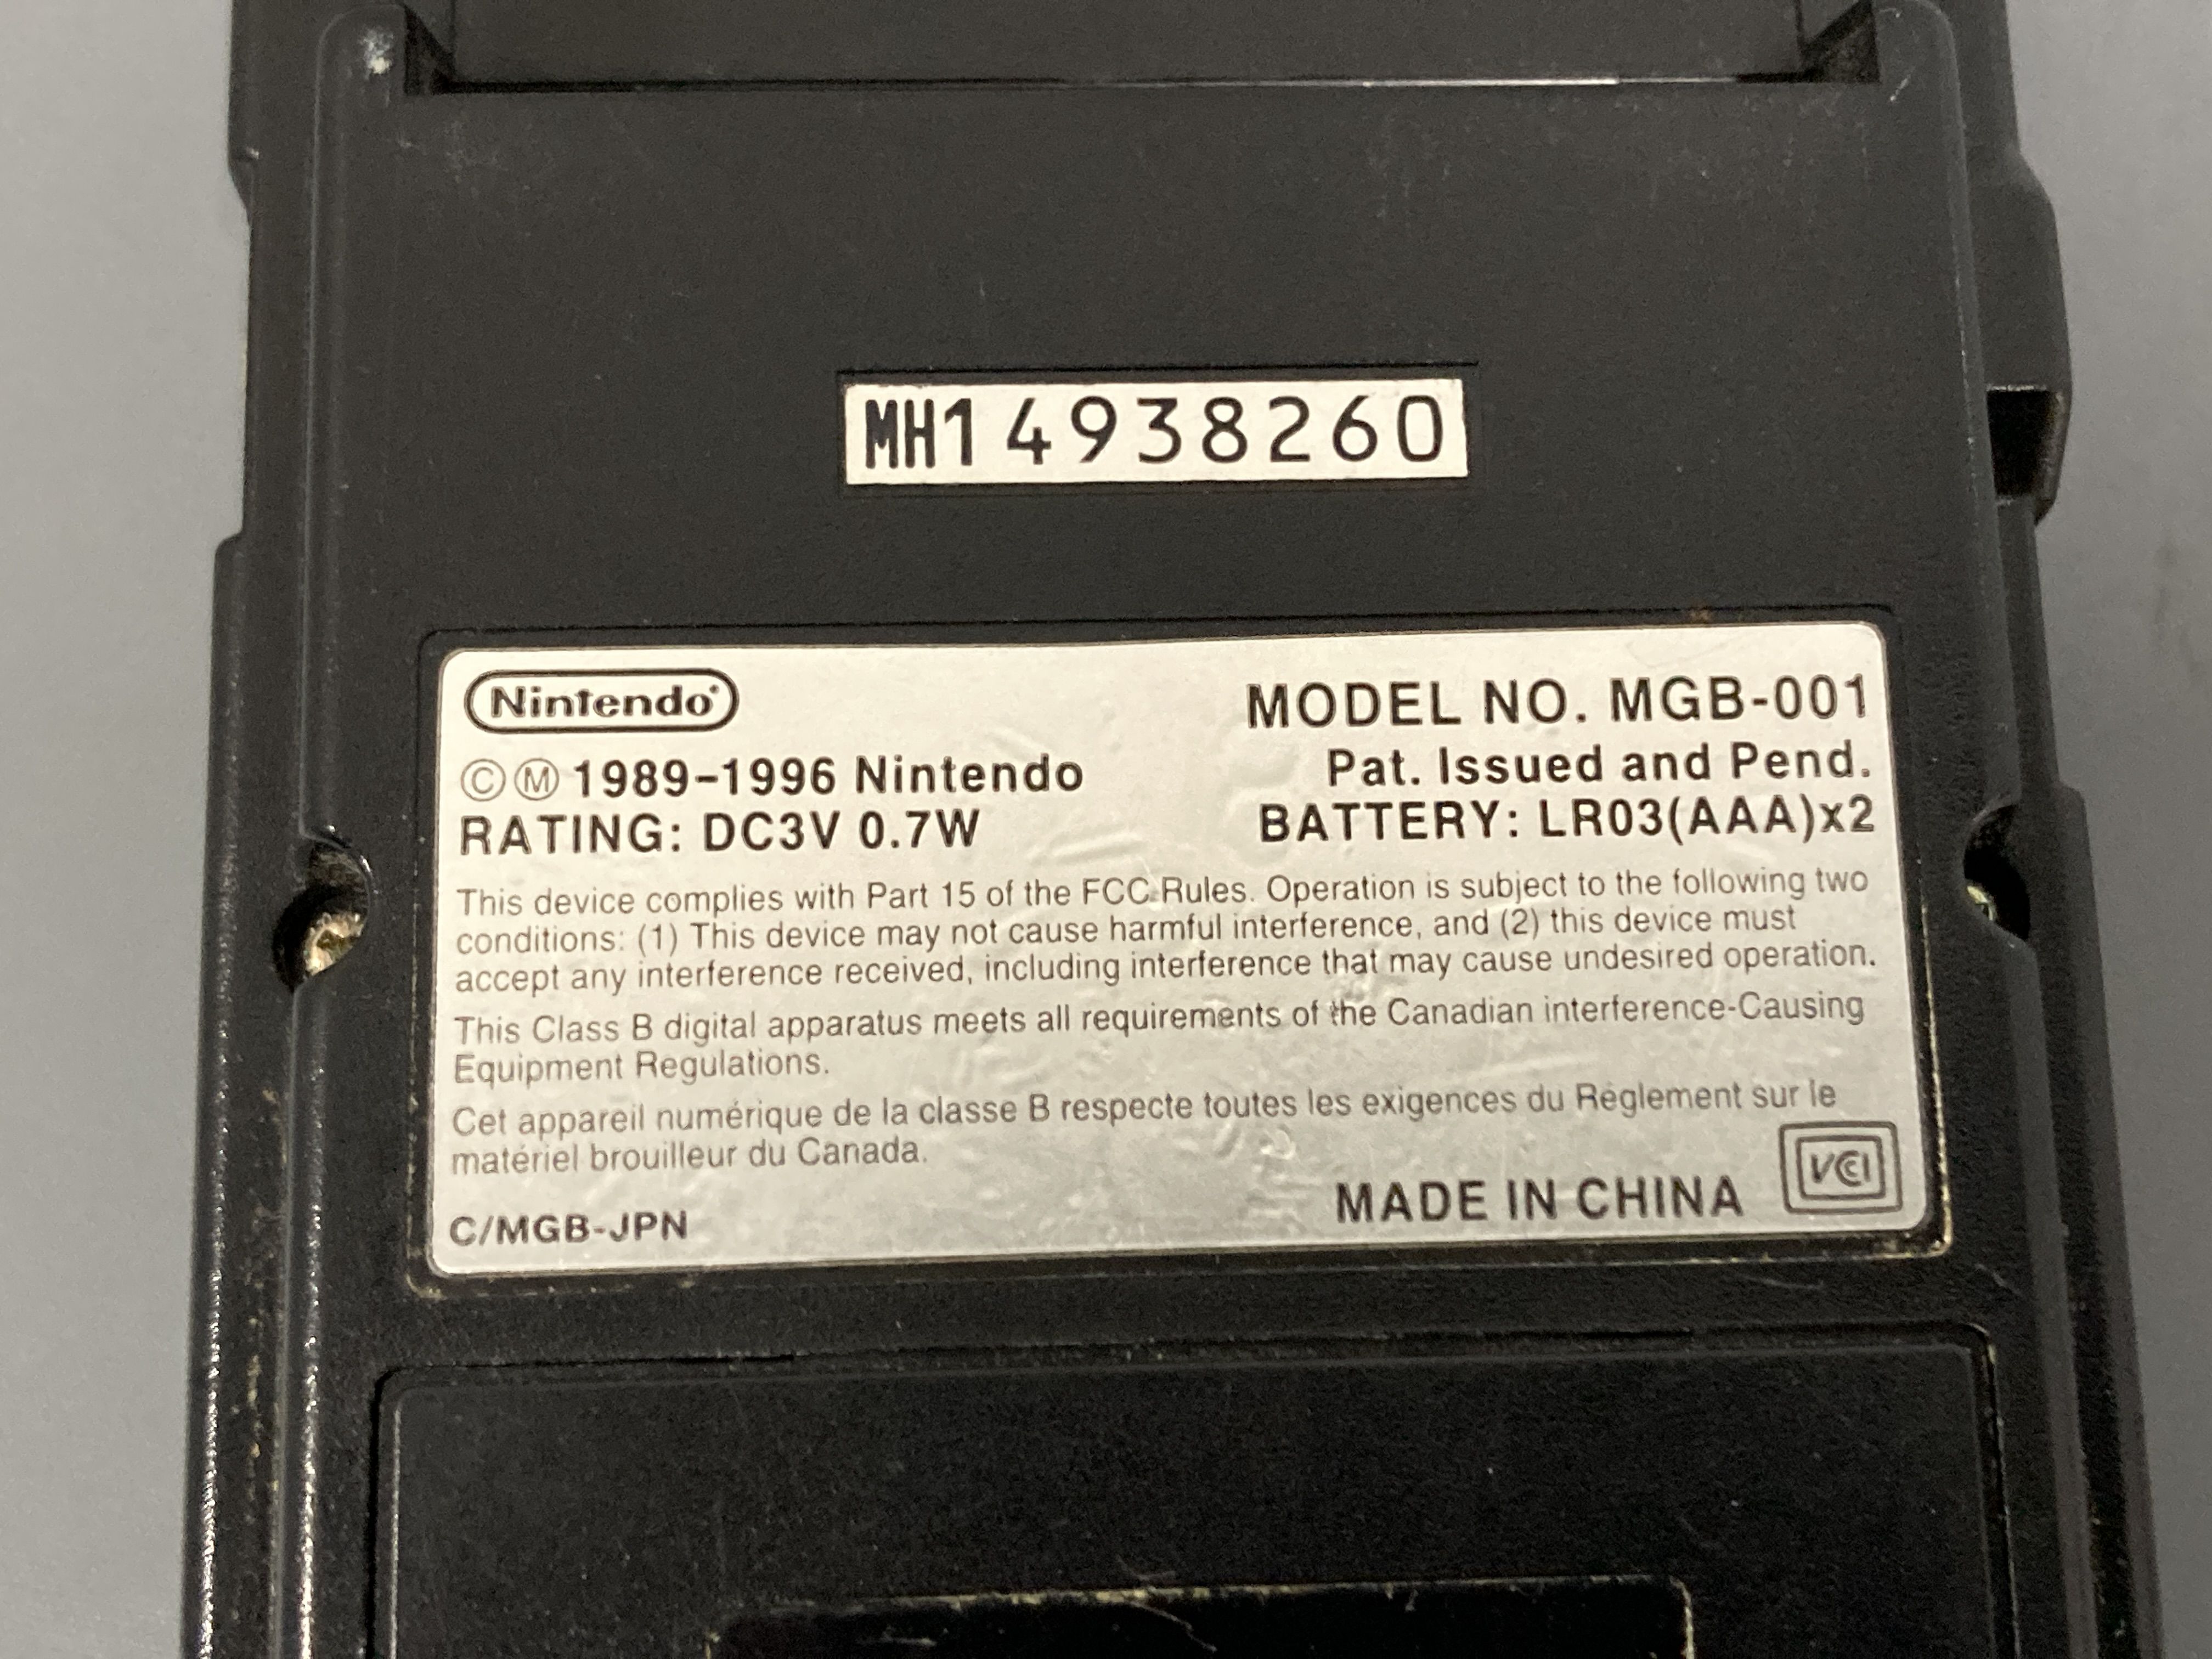 MH14938260
Nintendo®
MODEL NO. MGB-001
©Ⓜ 1989-1996 Nintendo
Pat. Issued and Pend.
RATING: DC3V 0.7W
BATTERY: LR03(AAA)x2
This device complies with Part 15 of the FCC Rules. Operation is subject to the following two
conditions: (1) This device may not cause harmful interference, and (2) this device must
accept any interference received, including interference that may cause undesired operation.
This Class B digital apparatus meets all requirements of the Canadian interference-Causing
Equipment Regulations.
Cet appareil numérique de la classe B respecte toutes les exigences du Réglement sur le
matériel brouilleur du Canada.
C/MGB-JPN
MADE IN CHINA
VCCI